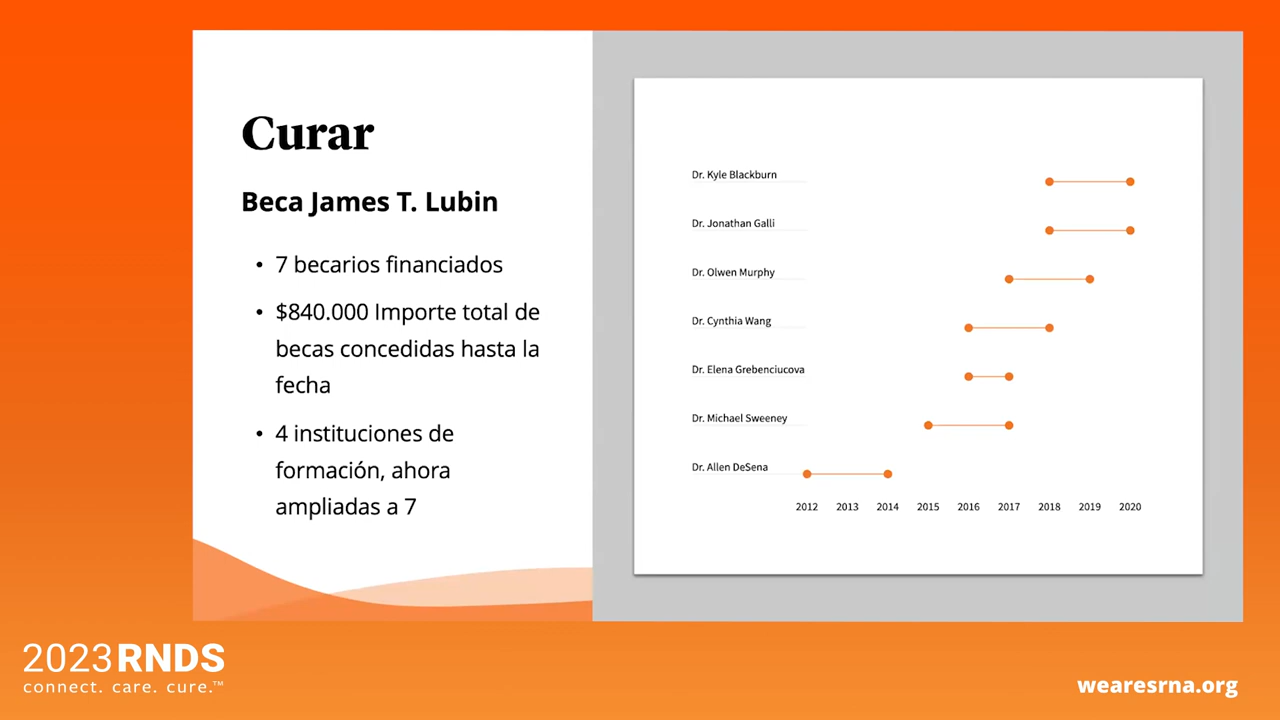 Curar
Beca James T. Lubin
• 7 becarios financiados
• $840.000 Importe total de
becas concedidas hasta la
fecha
• 4 instituciones de
formación, ahora
ampliadas a 7
Dr. Kyle Blackburn
Dr. Jonathan Galli
Dr. Olwen Murphy
Dr. Cynthia Wang
Dr. Elena Grebenciucova
Dr. Michael Sweeney
Dr. Allen DeSena
2012 2013 2014 2015 2016 2017 2018 2019 2020
2023 RNDS
connect. care. cure.™
wearesrna.org